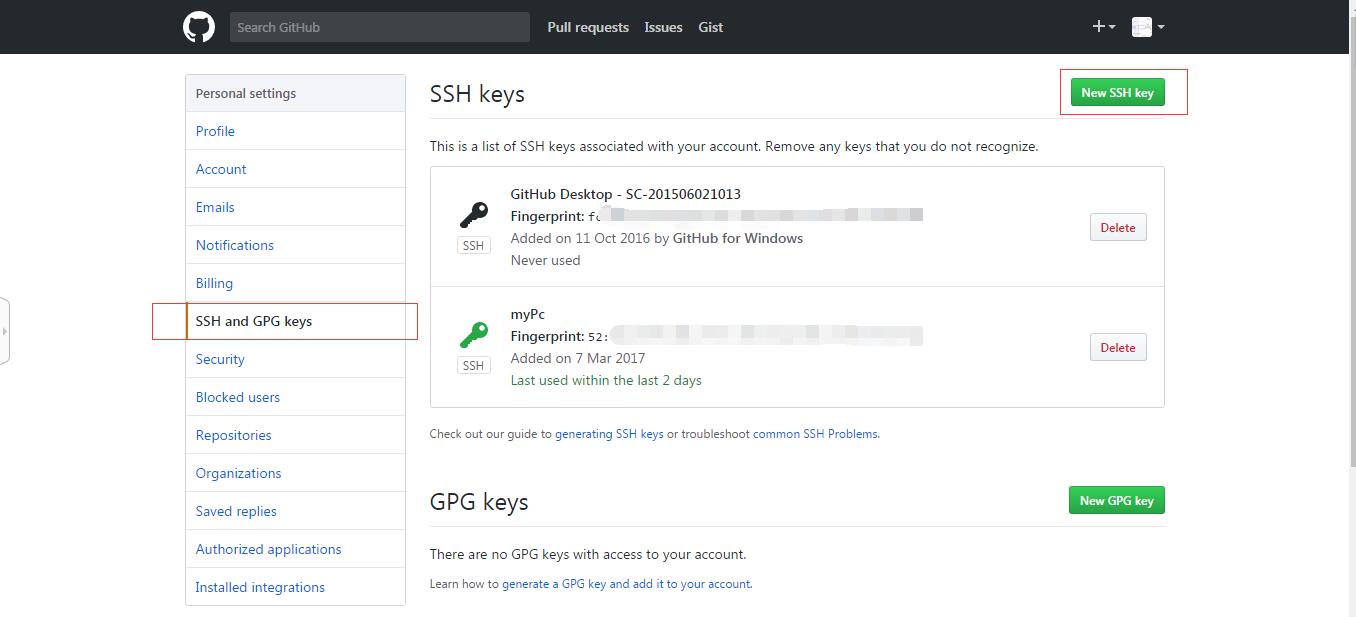 Search GitHub Pull requests Issues Gist
Personal settings
Profile
Account
Emails
Notifications
Billing
SSH and GPG keys
Security
Blocked users
Repositories
Organizations
Saved replies
Authorized applications
Installed integrations
SSH keys
New SSH key
This is a list of SSH keys associated with your account. Remove any keys that you do not recognize.
SSH
GitHub Desktop - SC-201506021013
Fingerprint:
Added on 11 Oct 2016 by GitHub for Windows
Never used
Delete
SSH
myPc
Fingerprint: 52:
Added on 7 Mar 2017
Last used within the last 2 days
Delete
Check out our guide to generating SSH keys or troubleshoot common SSH Problems.
GPG keys
New GPG key
There are no GPG keys with access to your account.
Learn how to generate a GPG key and add it to your account.